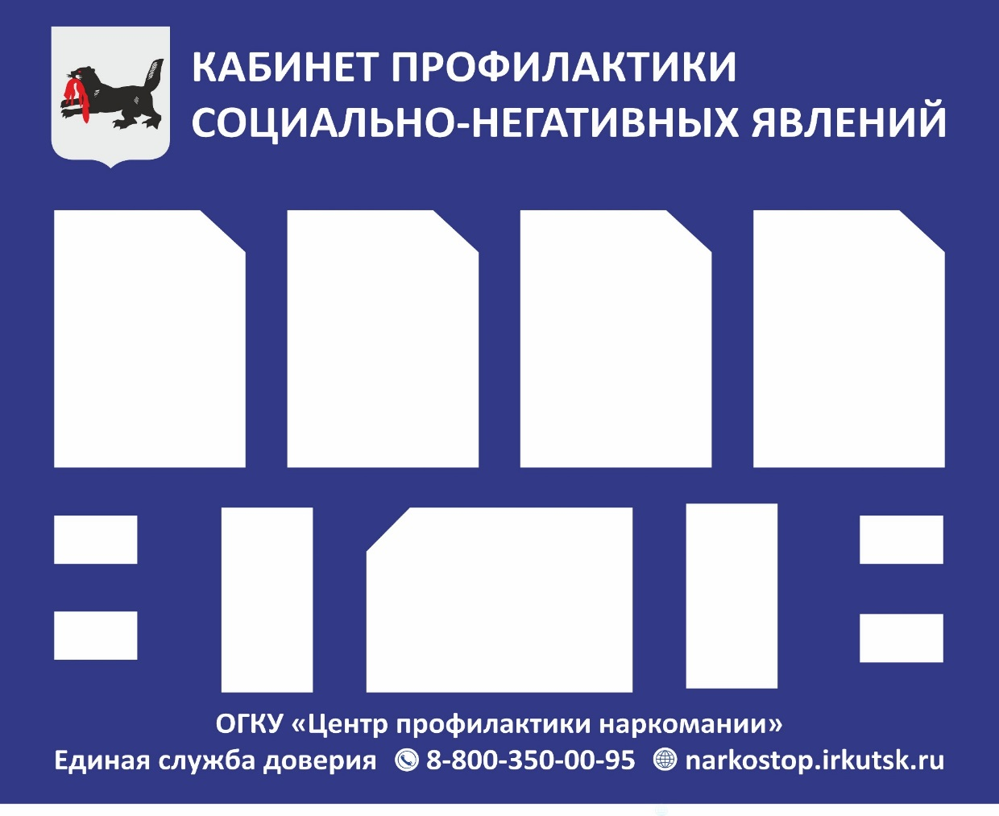 КАБИНЕТ ПРОФИЛАКТИКИ
СОЦИАЛЬНО-НЕГАТИВНЫХ ЯВЛЕНИЙ
ОГКУ «Центр профилактики наркомании»
Единая служба доверия 8-800-350-00-95 narkostop.irkutsk.ru